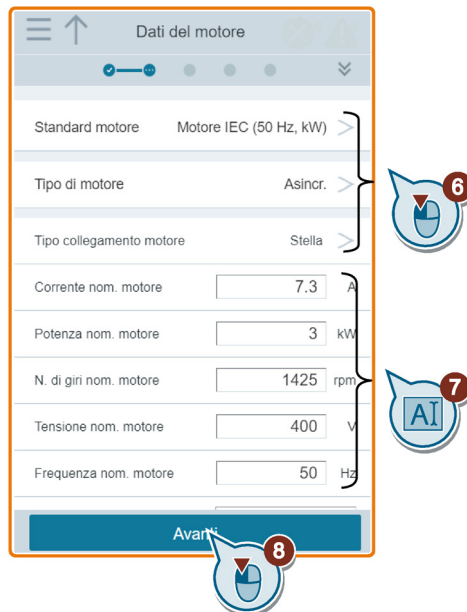 Dati del motore
Standard motore Motore IEC (50 Hz, kW)
Tipo di motore Asincr.
6
Tipo collegamento motore Stella
Corrente nom. motore 7.3 A
Potenza nom. motore 3 kW
N. di giri nom. motore 1425 rpm
7
AI
Tensione nom. motore 400 V
Frequenza nom. motore 50 Hz
Avanti
8